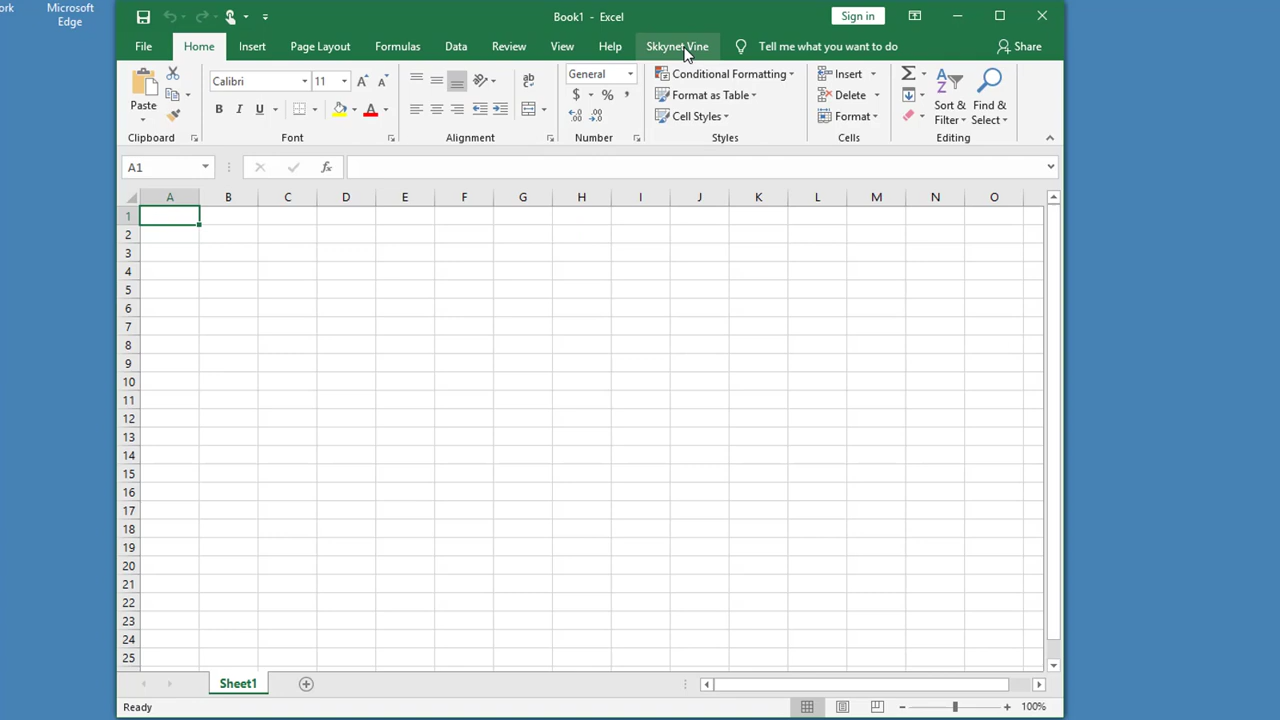 ork
Microsoft
Edge
Book1 - Excel
Sign in
File Home Insert Page Layout Formulas Data Review View Help Skkynet Vine Tell me what you want to do Share
Paste
Clipboard
Calibri 11
B I U A
Font
ab
Alignment
General
$ % ,
Number
Conditional Formatting
Format as Table
Cell Styles
Styles
Insert
Delete
Format
Cells
Sort &
Filter
Find &
Select
Editing
A1 fx
A B C D E F G H I J K L M N O
1
2
3
4
5
6
7
8
9
10
11
12
13
14
15
16
17
18
19
20
21
22
23
24
25
Sheet1
Ready
100%